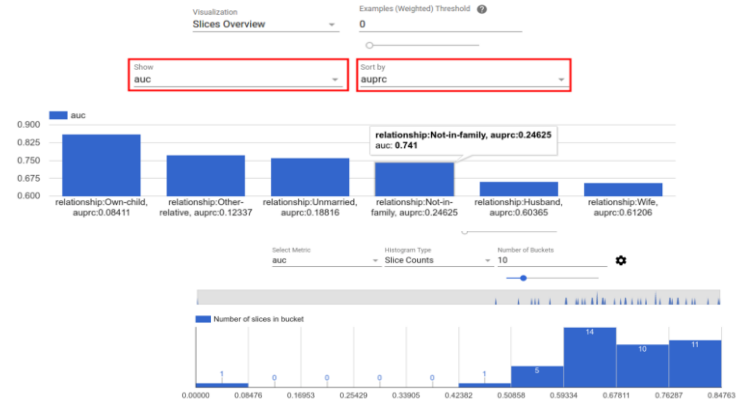 Visualization
Slices Overview
Examples (Weighted) Threshold ?
0
Show
auc
Sort by
auprc
auc
0.900
0.825
0.750
0.675
0.600
relationship:Not-in-family, auprc:0.24625
auc: 0.741
relationship:Own-child,
auprc:0.08411
relationship:Other-
relative, auprc:0.12337
relationship:Unmarried,
auprc:0.18816
relationship:Not-in-
family, auprc:0.24625
relationship:Husband,
auprc:0.60365
relationship:Wife,
auprc:0.61206
Select Metric
auc
Histogram Type
Slice Counts
Number of Buckets
10
Number of slices in bucket
1 0 0 0 0 1 5 14 10 11
0.00000 0.08476 0.16953 0.25429 0.33905 0.42382 0.50858 0.59334 0.67811 0.76287 0.84763